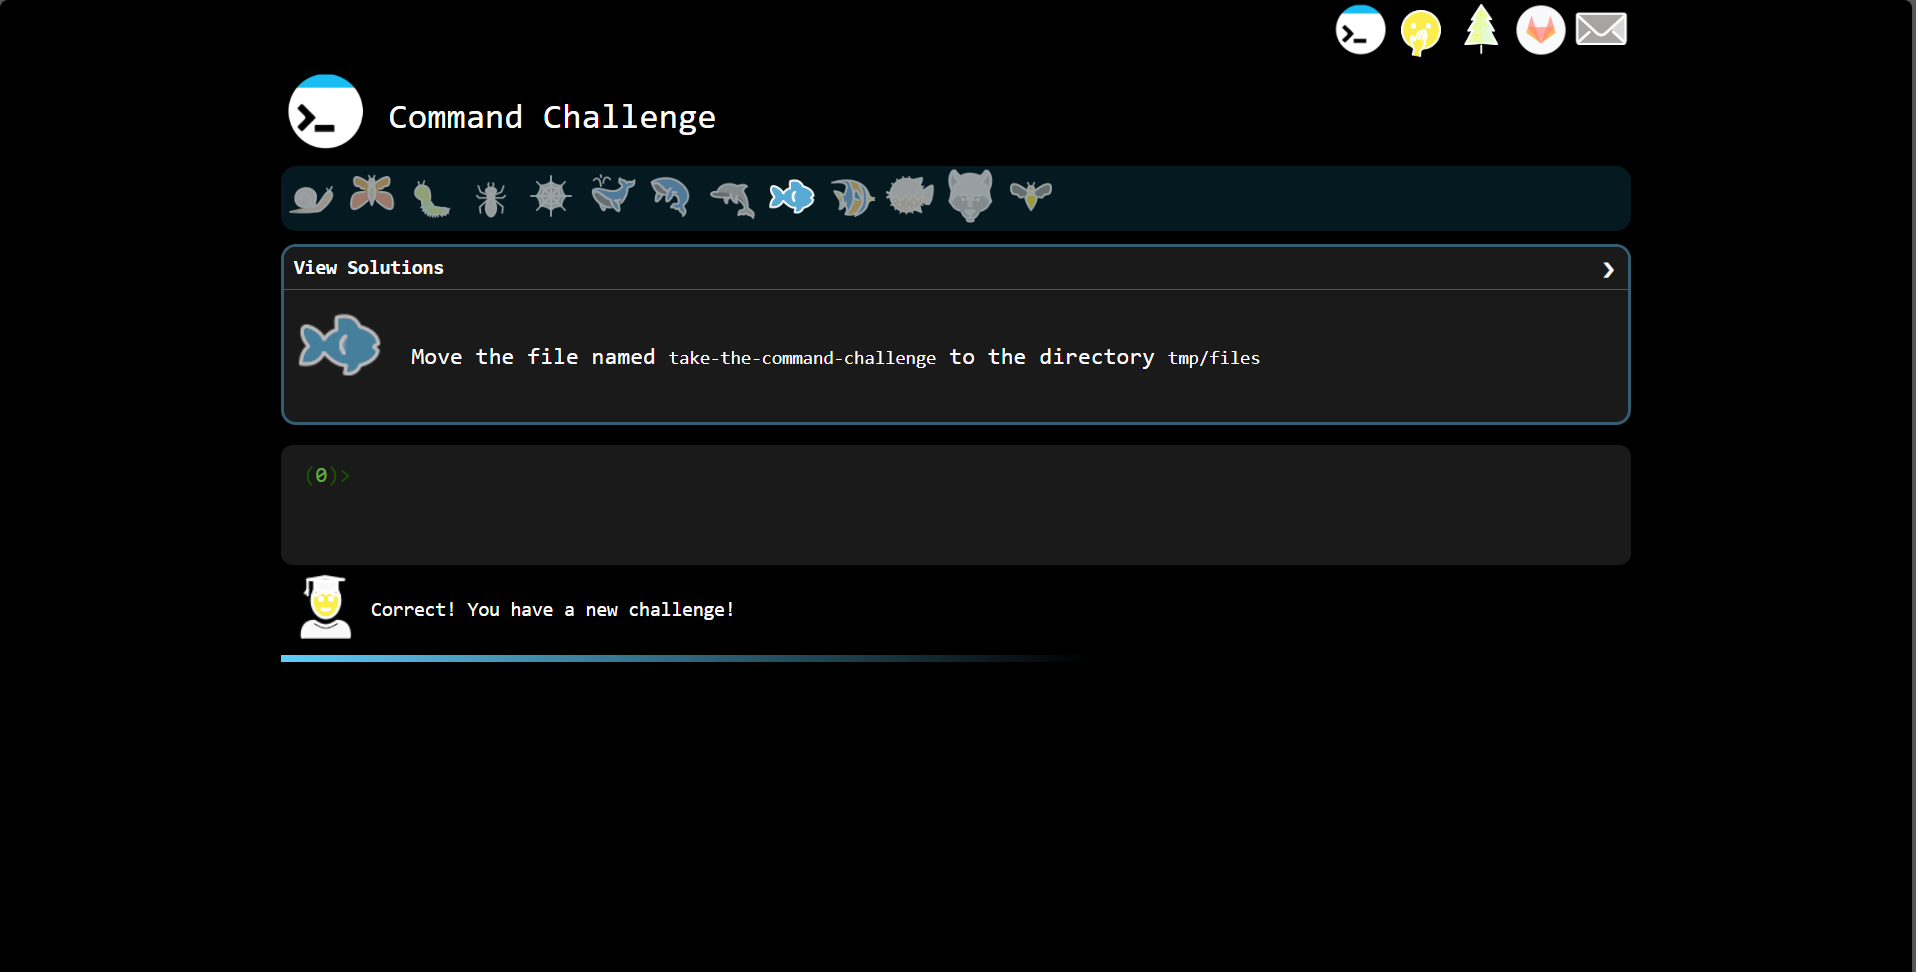 Command Challenge
View Solutions
Move the file named take-the-command-challenge to the directory tmp/files
(0)>
Correct! You have a new challenge!